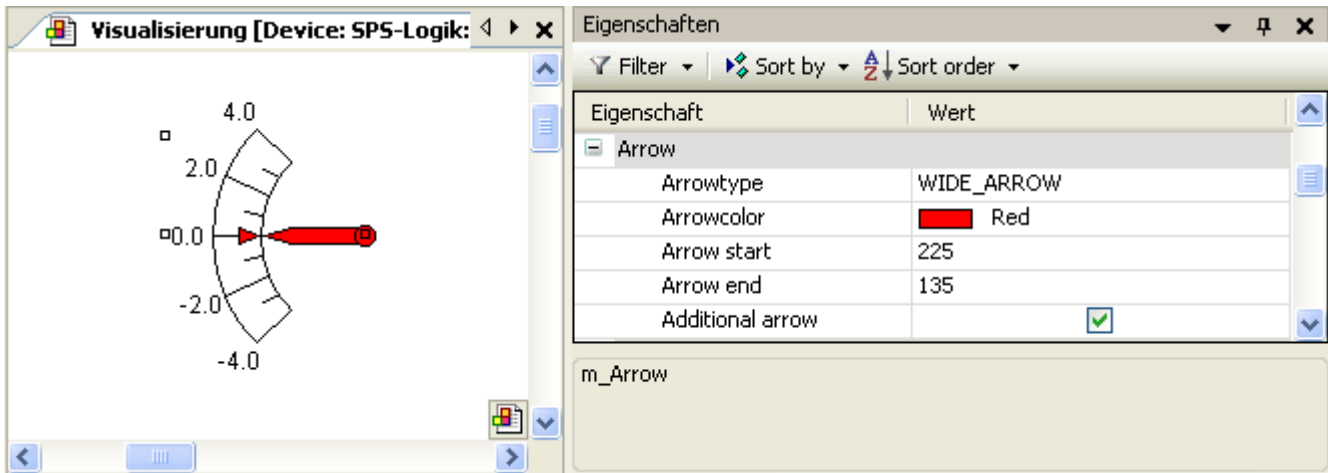 Visualisierung [Device: SPS-Logik:
4.0
2.0
0.0
-2.0
-4.0
Eigenschaften
Filter Sort by Sort order
Eigenschaft Wert
Arrow
Arrowtype WIDE_ARROW
Arrowcolor Red
Arrow start 225
Arrow end 135
Additional arrow
m_Arrow